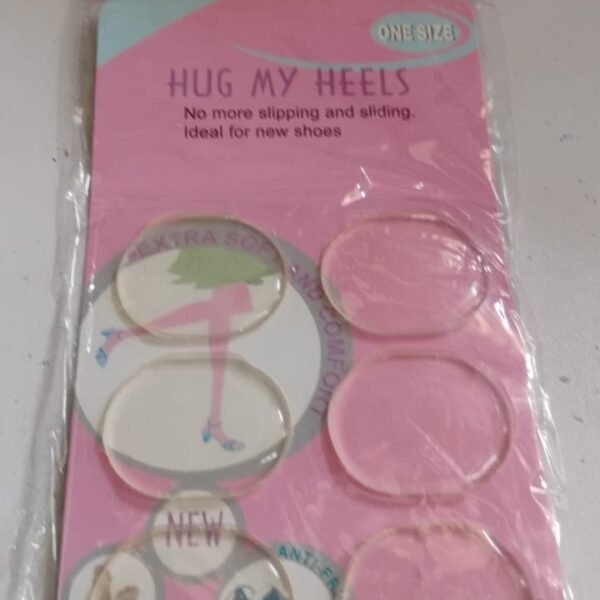 ONE SIZE
HUG MY HEELS
No more slipping and sliding.
Ideal for new shoes
EXTRA SOFT AND COMFORT
NEW